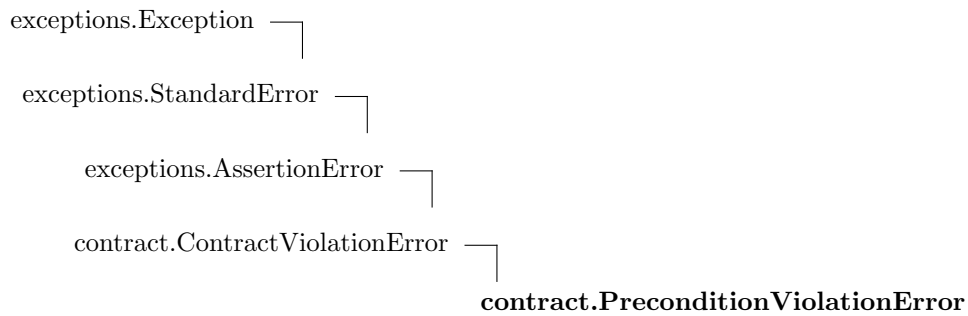 exceptions.Exception
exceptions.StandardError
exceptions.AssertionError
contract.ContractViolationError
contract.PreconditionViolationError